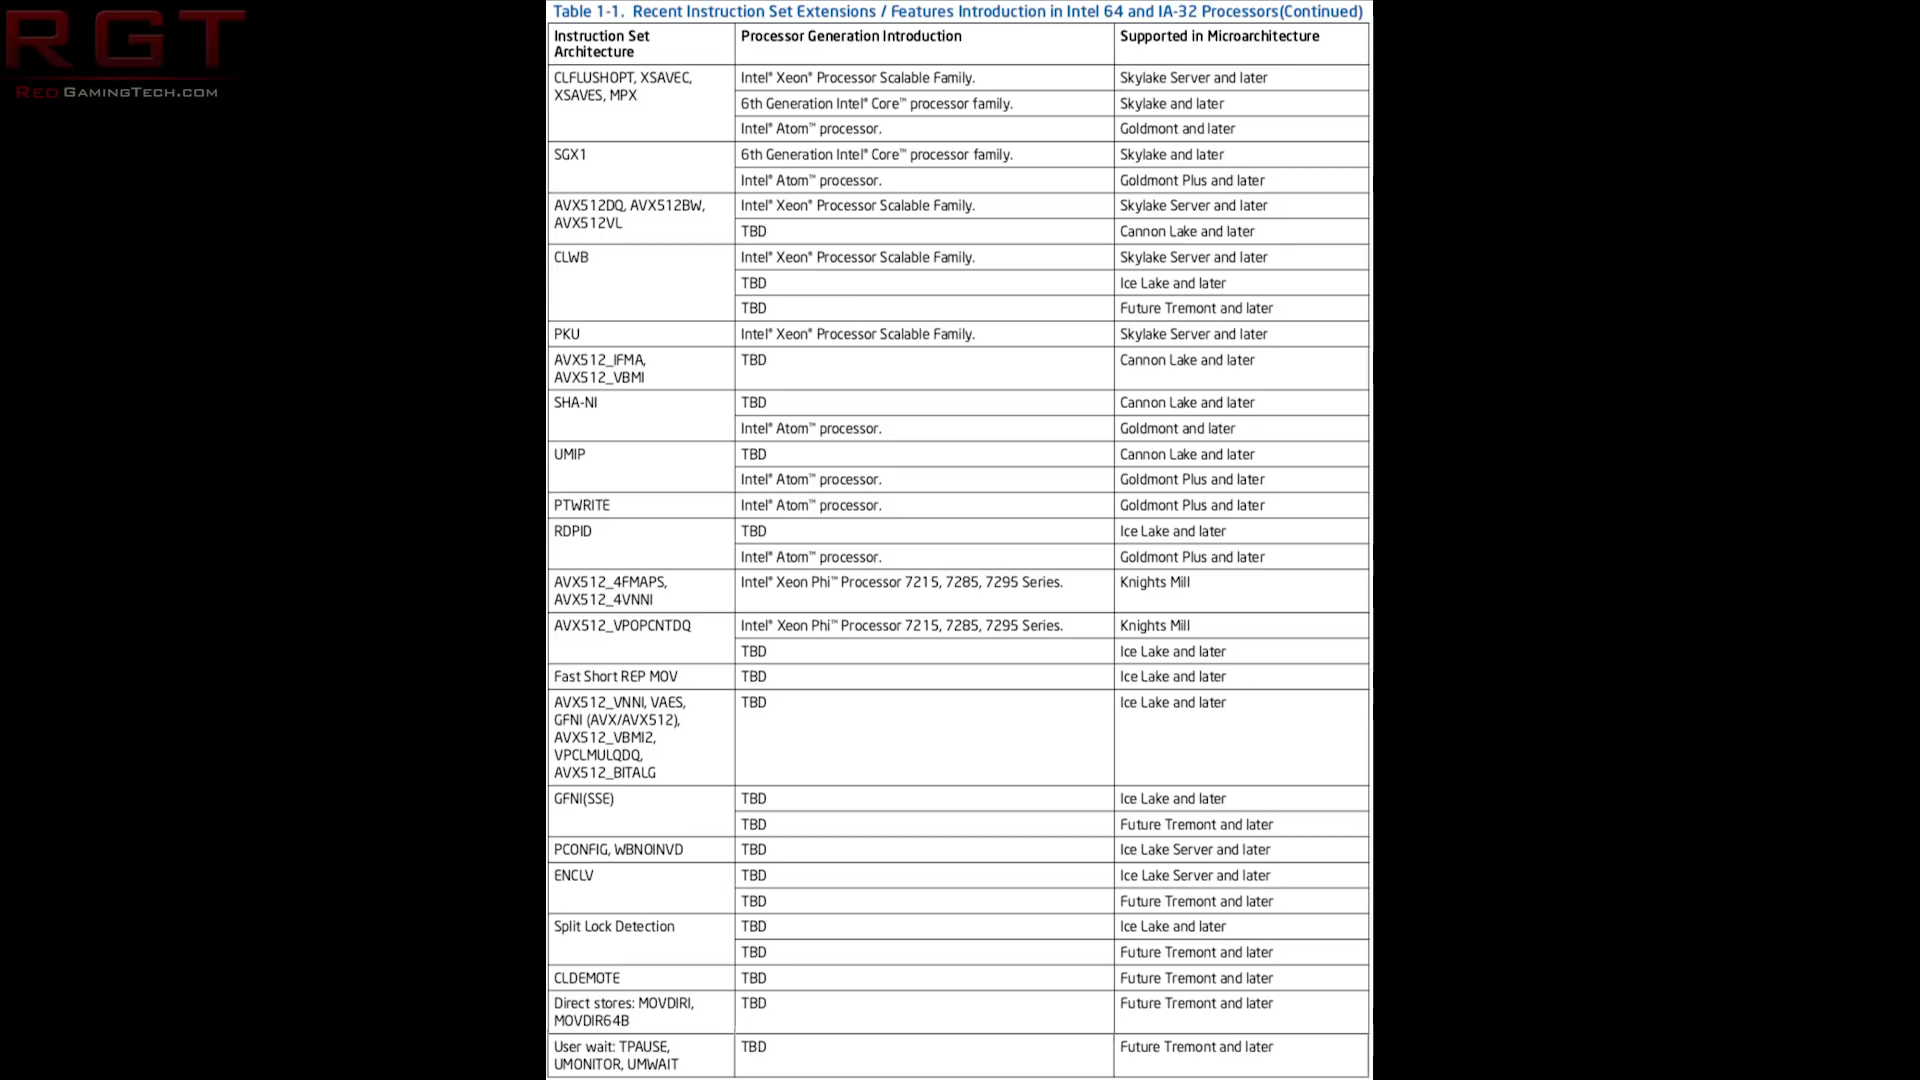 RGT
RedGamingTech.com
Table 1-1. Recent Instruction Set Extensions / Features Introduction in Intel 64 and IA-32 Processors(Continued)
Instruction Set
Architecture
Processor Generation Introduction
Supported in Microarchitecture
CLFLUSHOPT, XSAVEC,
XSAVES, MPX
Intel® Xeon® Processor Scalable Family.
Skylake Server and later
6th Generation Intel® Core™ processor family.
Skylake and later
Intel® Atom™ processor.
Goldmont and later
SGX1
6th Generation Intel® Core™ processor family.
Skylake and later
Intel® Atom™ processor.
Goldmont Plus and later
AVX512DQ, AVX512BW,
AVX512VL
Intel® Xeon® Processor Scalable Family.
Skylake Server and later
TBD
Cannon Lake and later
CLWB
Intel® Xeon® Processor Scalable Family.
Skylake Server and later
TBD
Ice Lake and later
TBD
Future Tremont and later
PKU
Intel® Xeon® Processor Scalable Family.
Skylake Server and later
AVX512_IFMA,
AVX512_VBMI
TBD
Cannon Lake and later
SHA-NI
TBD
Cannon Lake and later
Intel® Atom™ processor.
Goldmont and later
UMIP
TBD
Cannon Lake and later
Intel® Atom™ processor.
Goldmont Plus and later
PTWRITE
Intel® Atom™ processor.
Goldmont Plus and later
RDPID
TBD
Ice Lake and later
Intel® Atom™ processor.
Goldmont Plus and later
AVX512_4FMAPS,
AVX512_4VNNI
Intel® Xeon Phi™ Processor 7215, 7285, 7295 Series.
Knights Mill
AVX512_VPOPCNTDQ
Intel® Xeon Phi™ Processor 7215, 7285, 7295 Series.
Knights Mill
TBD
Ice Lake and later
Fast Short REP MOV
TBD
Ice Lake and later
AVX512_VNNI, VAES,
GFNI (AVX/AVX512),
AVX512_VBMI2,
VPCLMULQDQ,
AVX512_BITALG
TBD
Ice Lake and later
GFNI(SSE)
TBD
Ice Lake and later
TBD
Future Tremont and later
PCONFIG, WBNOINVD
TBD
Ice Lake Server and later
ENCLV
TBD
Ice Lake Server and later
TBD
Future Tremont and later
Split Lock Detection
TBD
Ice Lake and later
TBD
Future Tremont and later
CLDEMOTE
TBD
Future Tremont and later
Direct stores: MOVDIRI,
MOVDIR64B
TBD
Future Tremont and later
User wait: TPAUSE,
UMONITOR, UMWAIT
TBD
Future Tremont and later